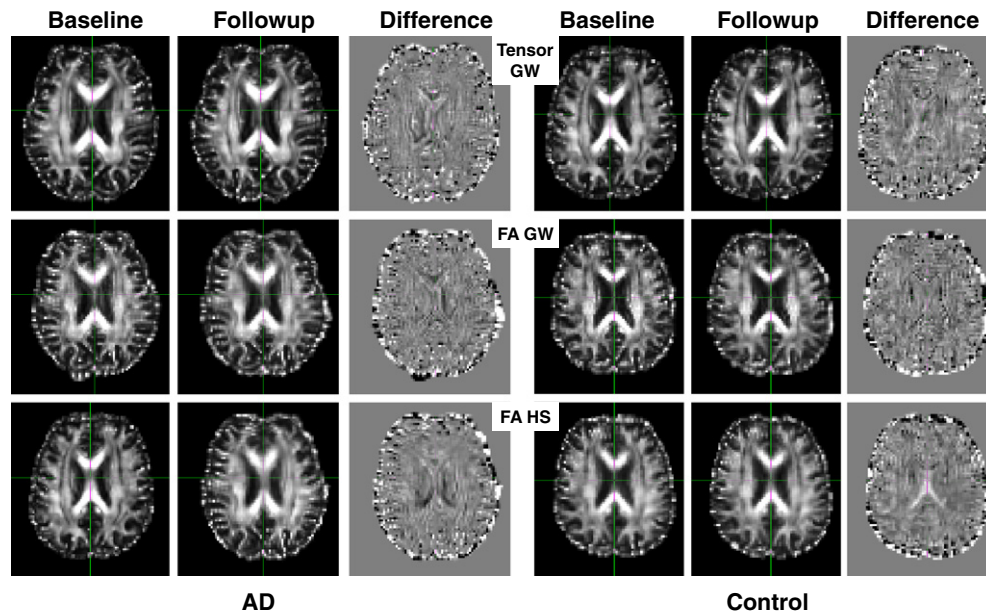 Baseline Followup Difference Baseline Followup Difference
Tensor
GW
FA GW
FA HS
AD Control